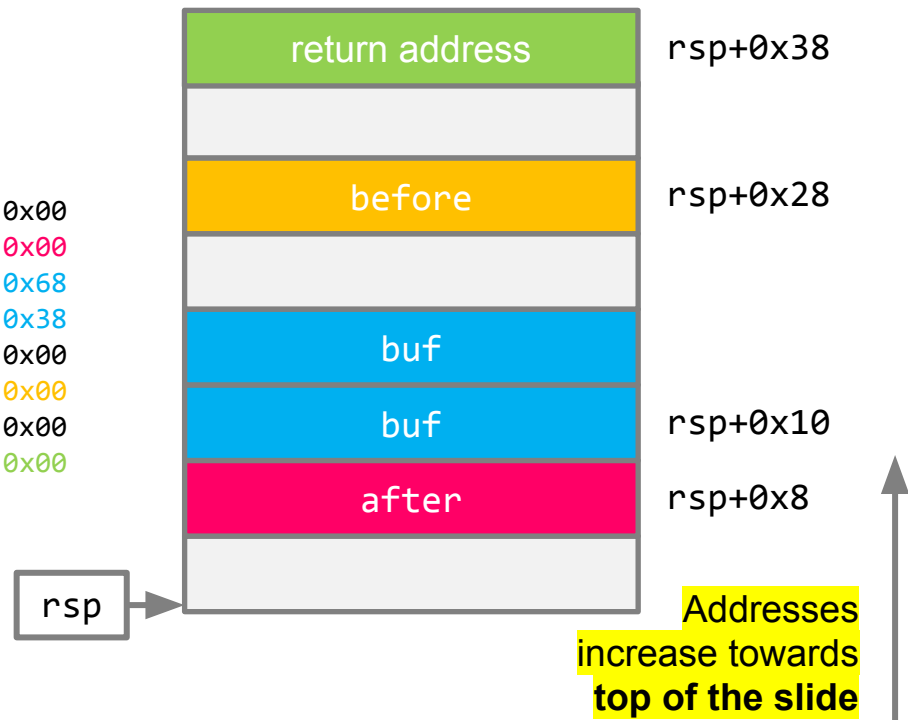 return address rsp+0x38
before rsp+0x28
0x00
0x00
0x68
0x38
0x00
0x00
0x00
0x00
buf
buf rsp+0x10
after rsp+0x8
rsp
Addresses
increase towards
top of the slide